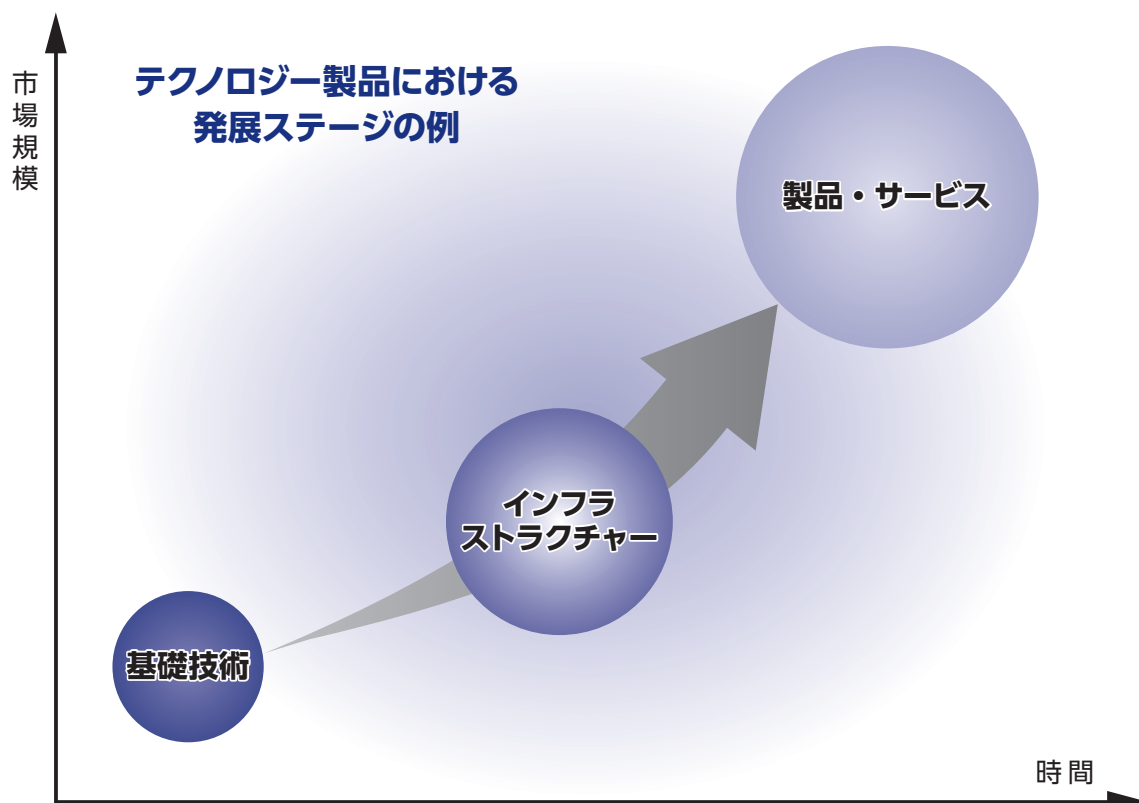 市場規模
テクノロジー製品における
発展ステージの例
製品・サービス
インフラ
ストラクチャー
基礎技術
時間